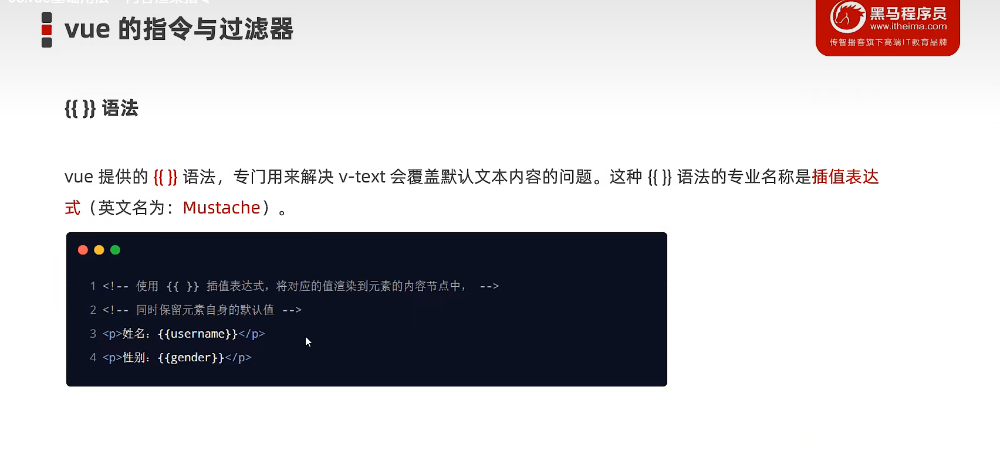 vue 的指令与过滤器
黑马程序员
www.itheima.com
传智播客旗下高端IT教育品牌
{{ }} 语法
vue 提供的 {{ }} 语法，专门用来解决 v-text 会覆盖默认文本内容的问题。这种 {{ }} 语法的专业名称是插值表达
式（英文名为：Mustache）。
1 <!-- 使用 {{ }} 插值表达式，将对应的值渲染到元素的内容节点中， -->
2 <!-- 同时保留元素自身的默认值 -->
3 <p>姓名：{{username}}</p>
4 <p>性别：{{gender}}</p>